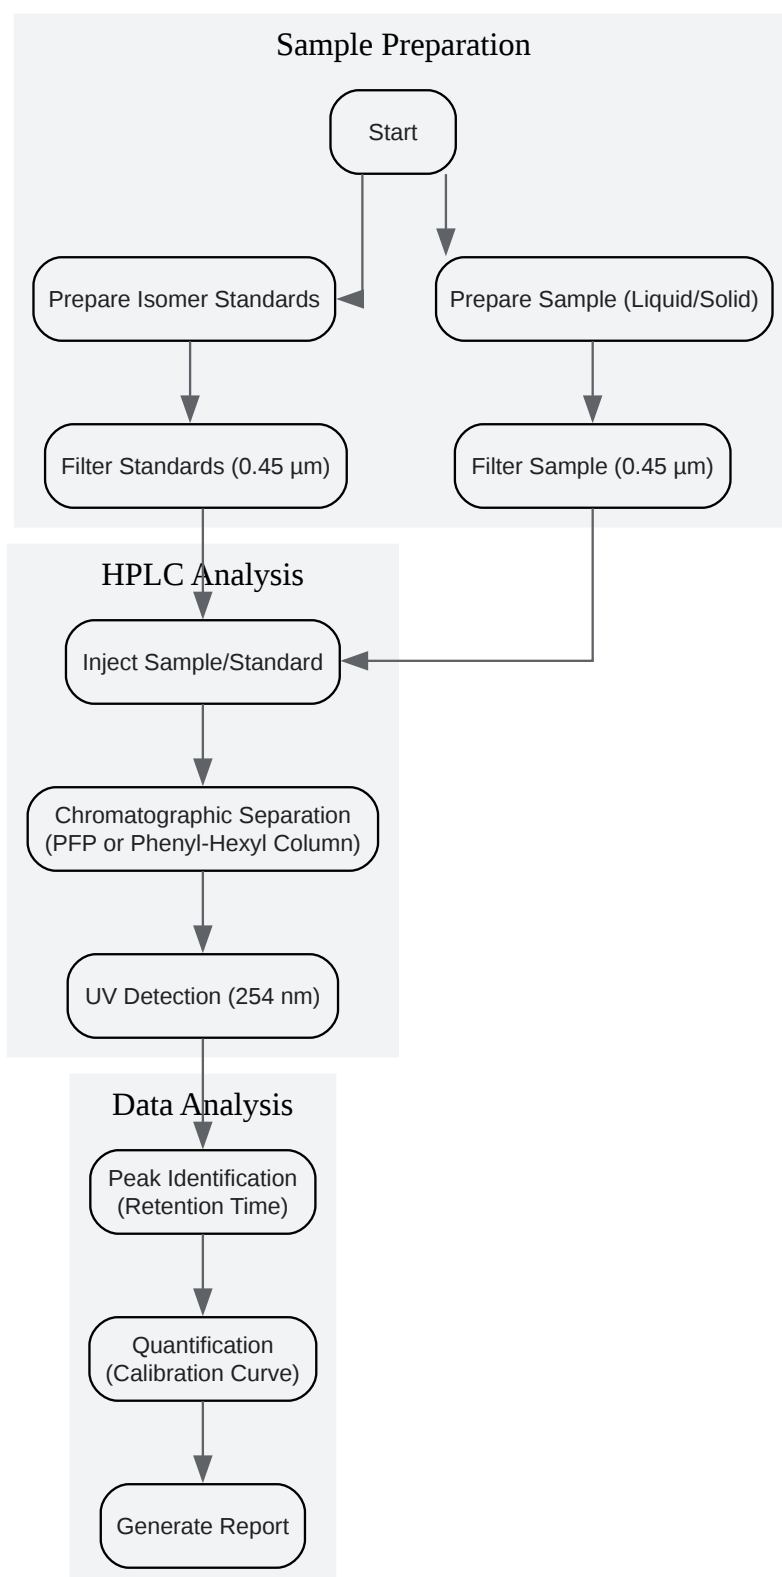 Sample Preparation
Start
Prepare Isomer Standards
Prepare Sample (Liquid/Solid)
Filter Standards (0.45 µm)
Filter Sample (0.45 µm)
HPLC Analysis
Inject Sample/Standard
Chromatographic Separation
(PFP or Phenyl-Hexyl Column)
UV Detection (254 nm)
Data Analysis
Peak Identification
(Retention Time)
Quantification
(Calibration Curve)
Generate Report